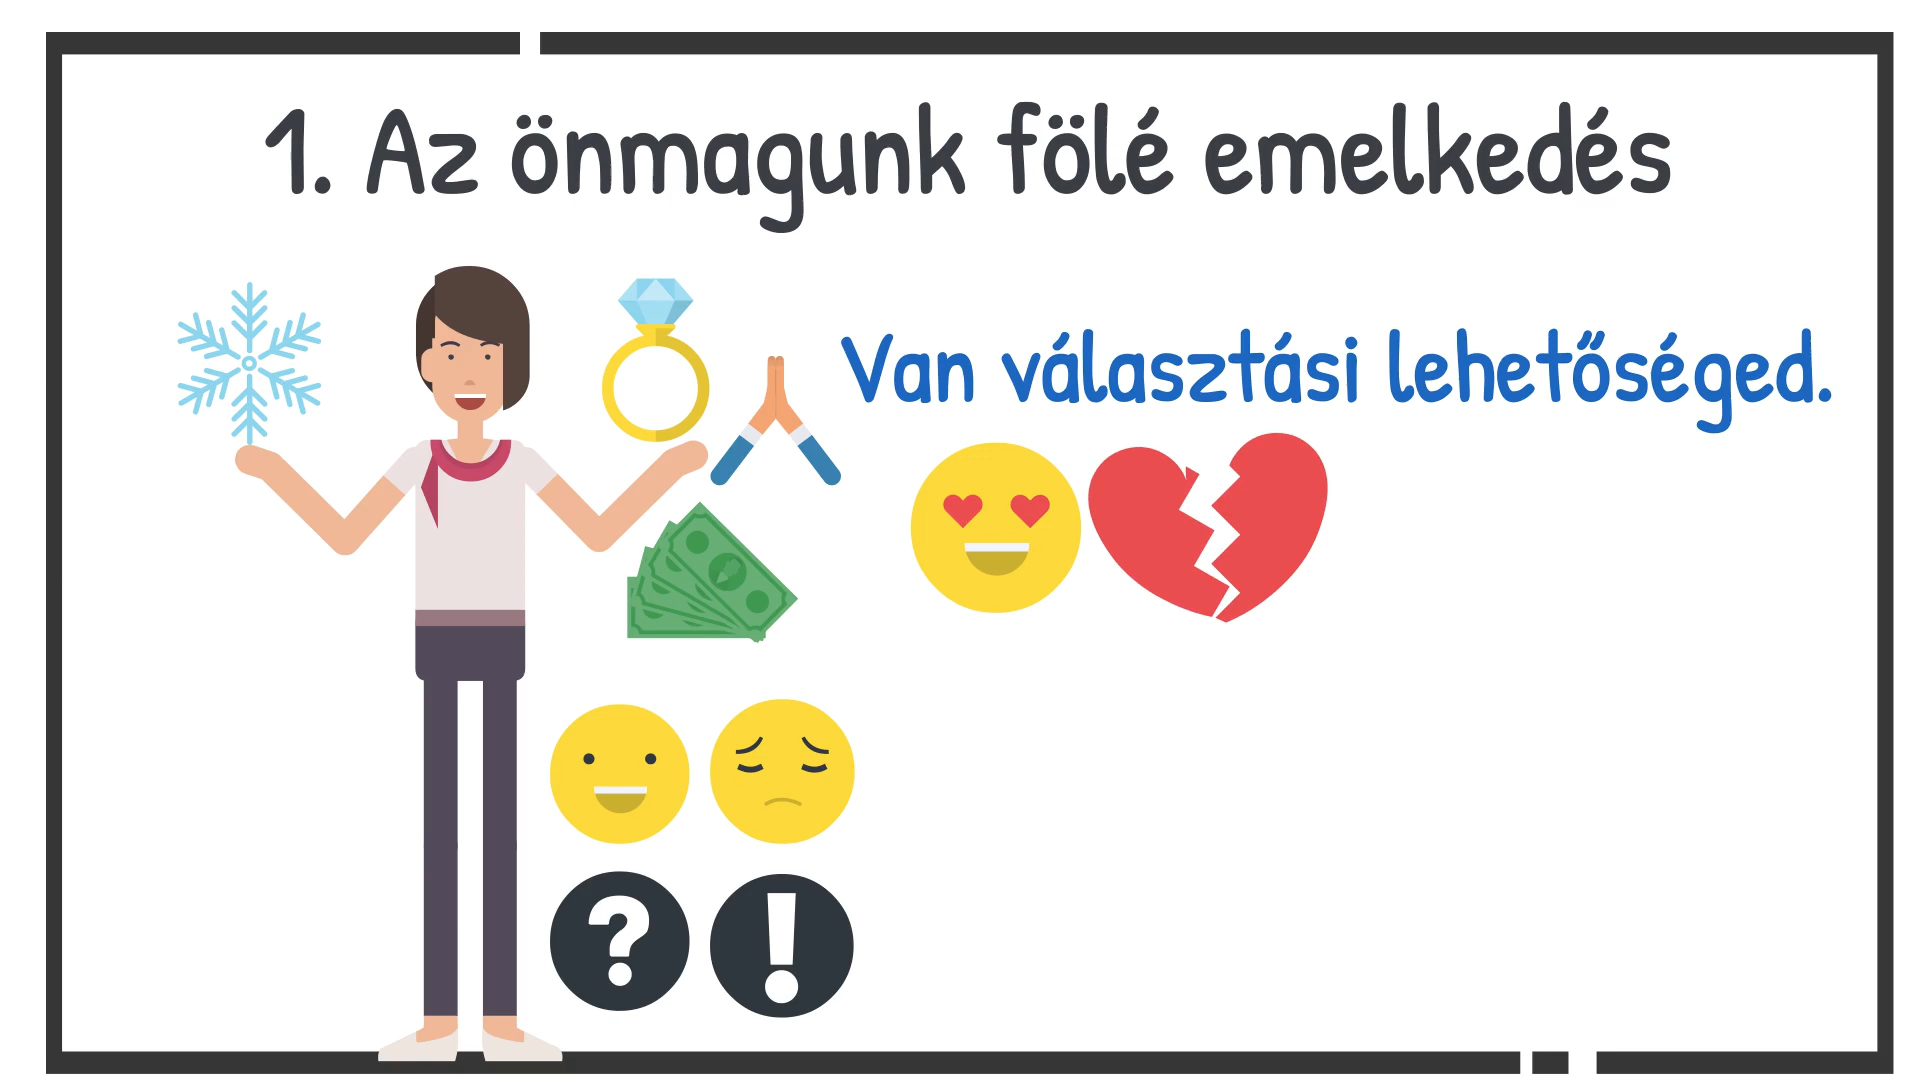 1. Az önmagunk fölé emelkedés
Van választási lehetőséged.
? !